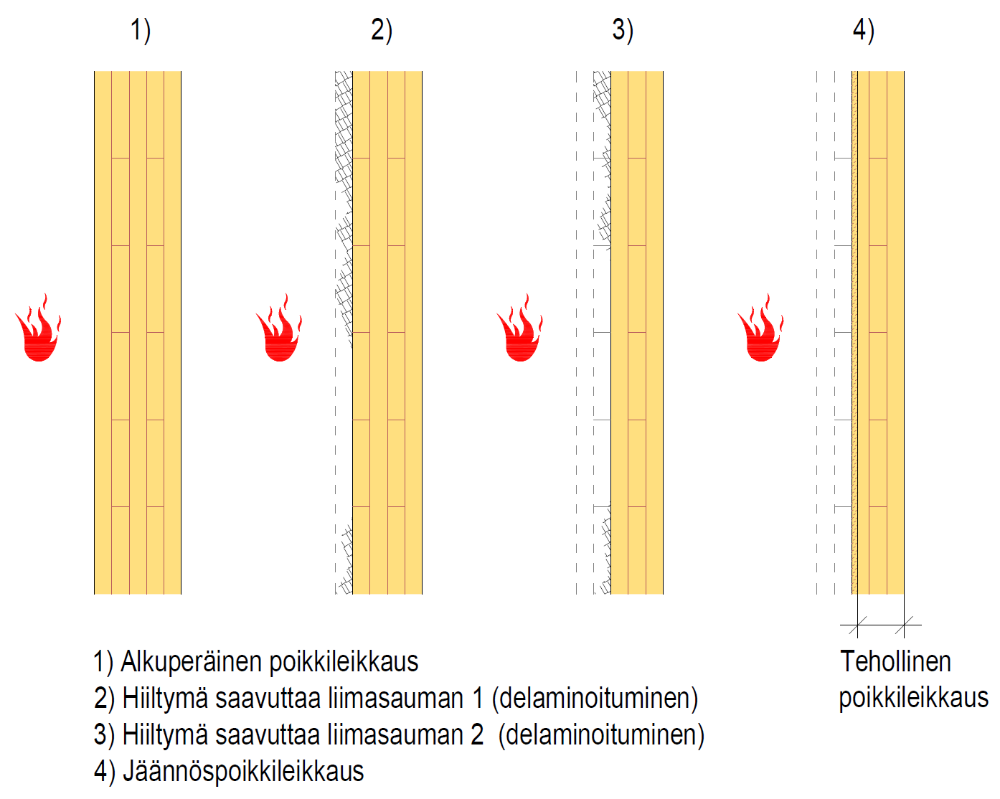 1)
2)
3)
4)
1) Alkuperäinen poikkileikkaus
2) Hiiltymä saavuttaa liimasauman 1 (delaminoituminen)
3) Hiiltymä saavuttaa liimasauman 2 (delaminoituminen)
4) Jäännöspoikkileikkaus
Tehollinen
poikkileikkaus